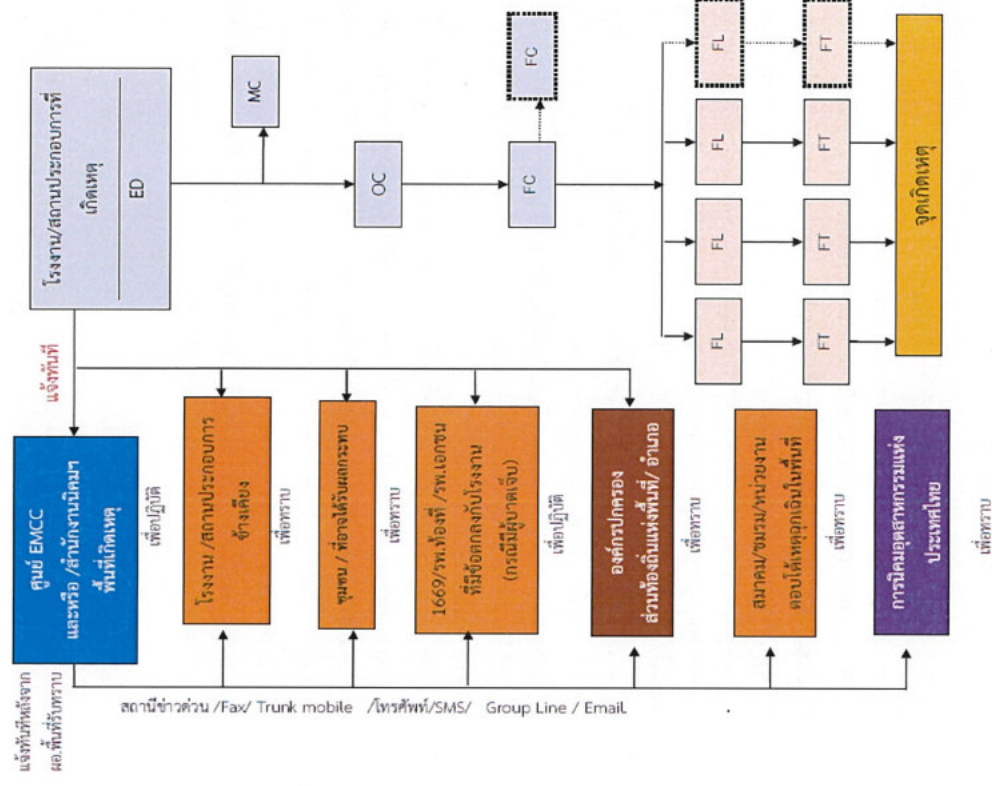 โรงงาน/สถานประกอบการที่
เกิดเหตุ
ED
MC
OC
FC
FC
FL
FL
FL
FL
FT
FT
FT
FT
จุดเกิดเหตุ
แจ้งทันที
ศูนย์ EMCC
และหรือ /สำนักงานนิคมฯ
พื้นที่เกิดเหตุ
เพื่อปฏิบัติ
โรงงาน /สถานประกอบการ
ข้างเคียง
เพื่อทราบ
ชุมชน / ที่อาจได้รับผลกระทบ
เพื่อทราบ
1669/รพ.ท้องที่ /รพ.เอกชน
ที่มีข้อตกลงกับโรงงาน
(กรณีมีผู้บาดเจ็บ)
เพื่อปฏิบัติ
องค์กรปกครอง
ส่วนท้องถิ่นแห่งพื้นที่/ อำเภอ
เพื่อทราบ
สมาคม/ชมรม/หน่วยงาน
ตอบโต้เหตุฉุกเฉินในพื้นที่
เพื่อทราบ
การนิคมอุตสาหกรรมแห่ง
ประเทศไทย
เพื่อทราบ
แจ้งทันทีหลังจาก
ผอ.พื้นที่รับทราบ
สถานีข่าวด่วน /Fax/ Trunk mobile /โทรศัพท์/SMS/ Group Line / Email